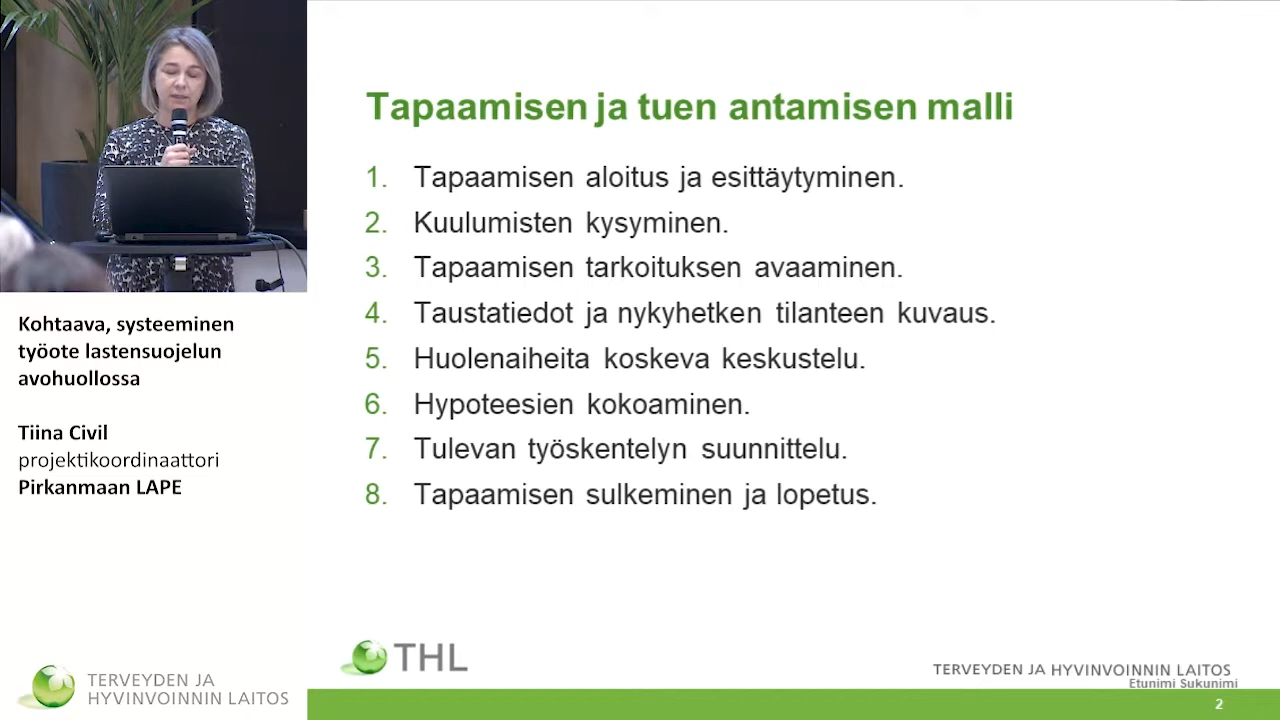 Kohtaava, systeeminen
työote lastensuojelun
avohuollossa
Tiina Civil
projektikoordinaattori
Pirkanmaan LAPE
TERVEYDEN JA
HYVINVOINNIN LAITOS
Tapaamisen ja tuen antamisen malli
1. Tapaamisen aloitus ja esittäytyminen.
2. Kuulumisten kysyminen.
3. Tapaamisen tarkoituksen avaaminen.
4. Taustatiedot ja nykyhetken tilanteen kuvaus.
5. Huolenaiheita koskeva keskustelu.
6. Hypoteesien kokoaminen.
7. Tulevan työskentelyn suunnittelu.
8. Tapaamisen sulkeminen ja lopetus.
THL
TERVEYDEN JA HYVINVOINNIN LAITOS
Etunimi Sukunimi
2